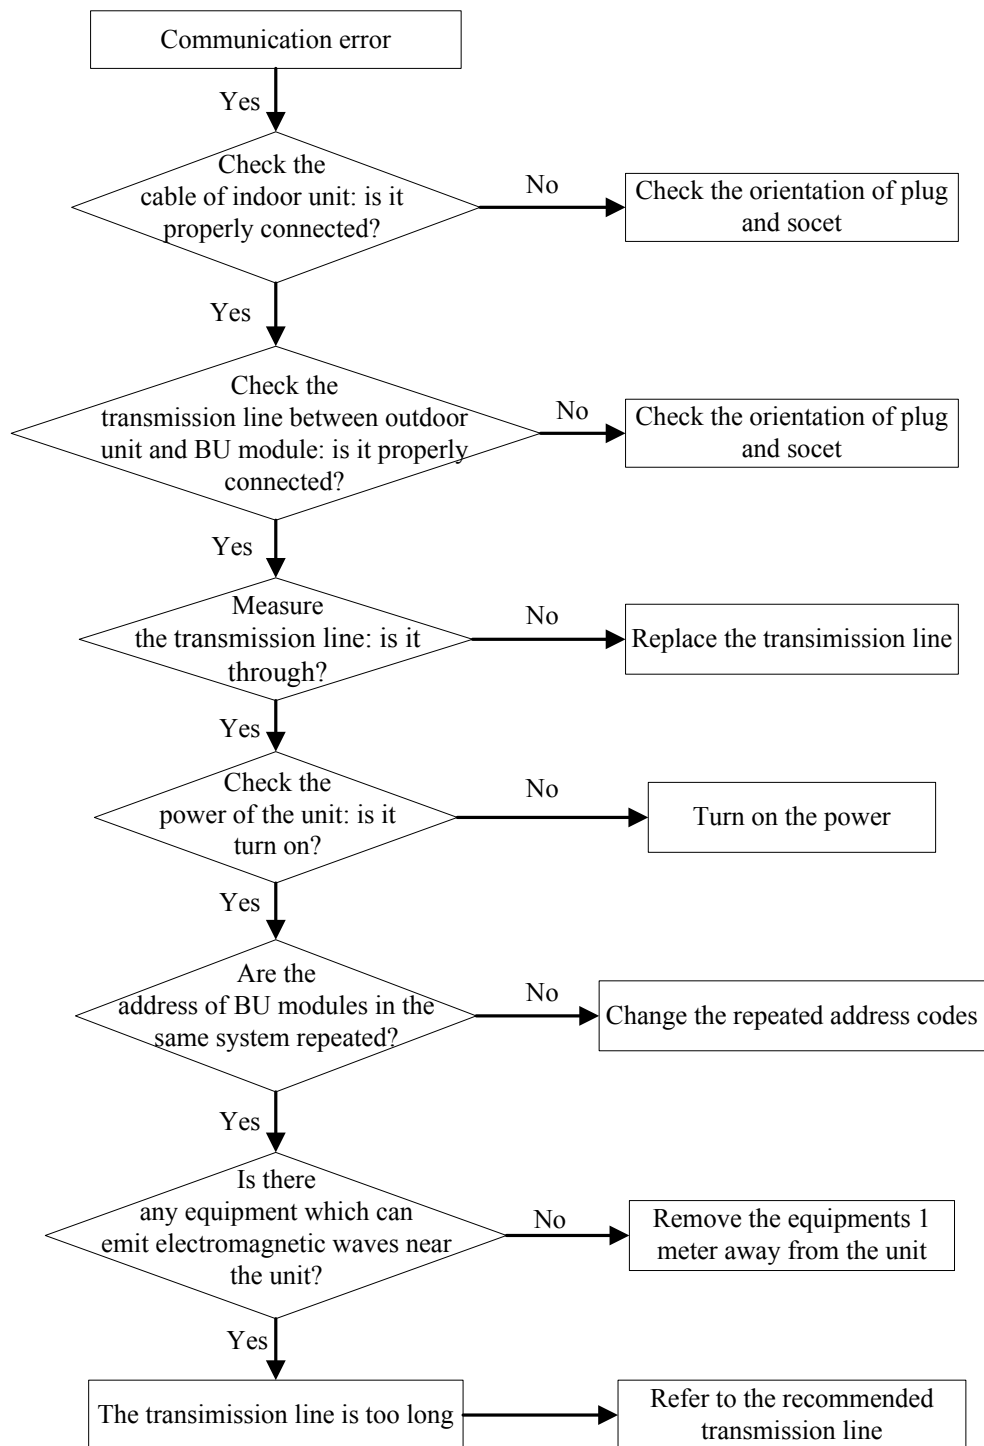 Communication error
Yes
Check the
cable of indoor unit: is it
properly connected?
No
Check the orientation of plug
and socet
Yes
Check the
transmission line between outdoor
unit and BU module: is it properly
connected?
No
Check the orientation of plug
and socet
Yes
Measure
the transmission line: is it
through?
No
Replace the transimission line
Yes
Check the
power of the unit: is it
turn on?
No
Turn on the power
Yes
Are the
address of BU modules in the
same system repeated?
No
Change the repeated address codes
Yes
Is there
any equipment which can
emit electromagnetic waves near
the unit?
No
Remove the equipments 1
meter away from the unit
Yes
The transimission line is too long
Refer to the recommended
transmission line